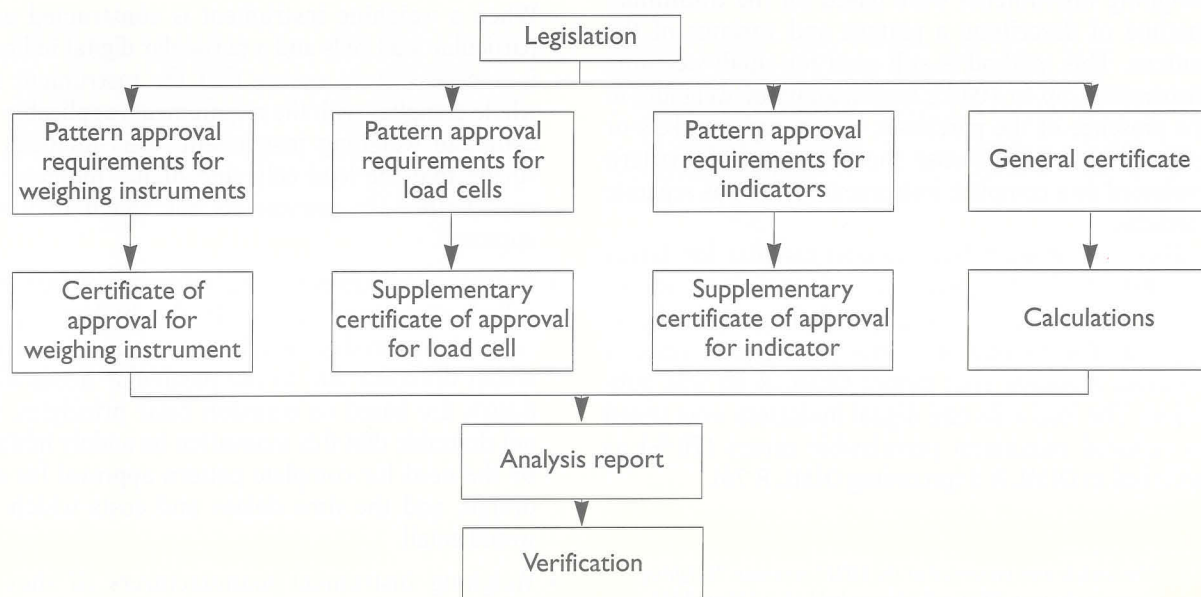 Legislation
Pattern approval
requirements for
weighing instruments
Pattern approval
requirements for
load cells
Pattern approval
requirements for
indicators
General certificate
Certificate of
approval for
weighing instrument
Supplementary
certificate of approval
for load cell
Supplementary
certificate of approval
for indicator
Calculations
Analysis report
Verification